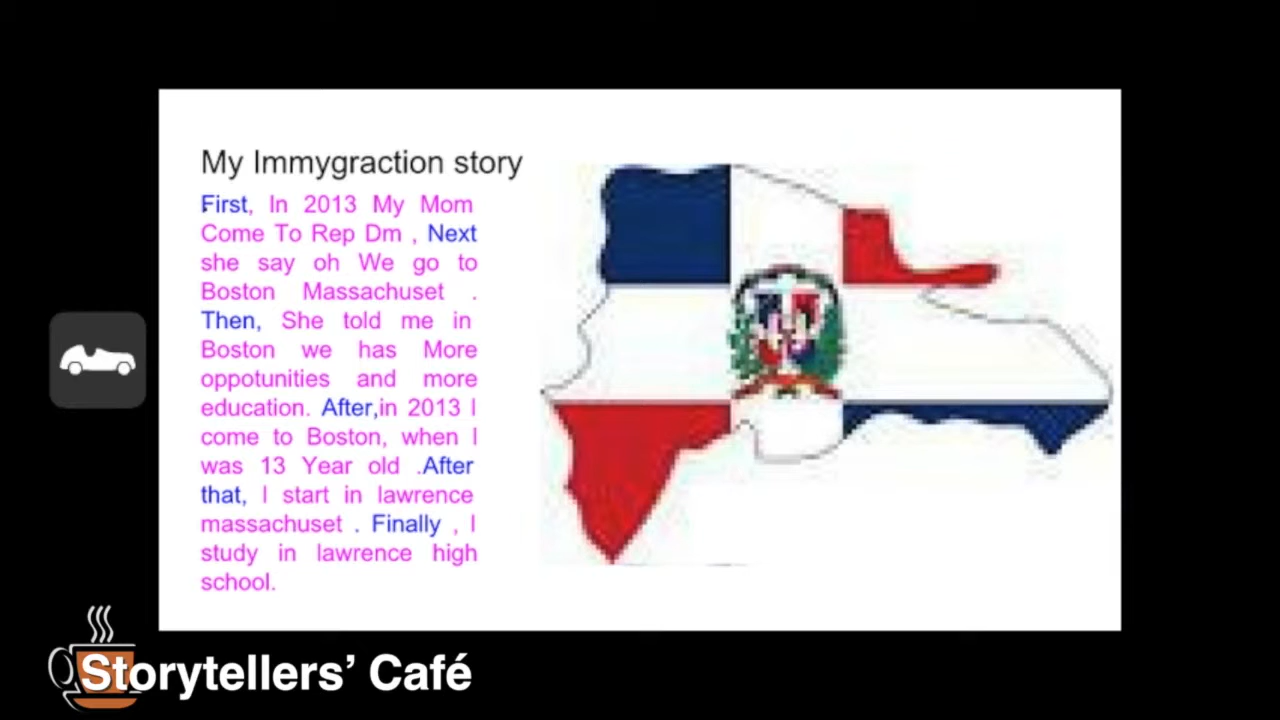 My Immygraction story
First, In 2013 My Mom
Come To Rep Dm , Next
she say oh We go to
Boston Massachuset .
Then, She told me in
Boston we has More
oppotunities and more
education. After,in 2013 I
come to Boston, when I
was 13 Year old .After
that, I start in lawrence
massachuset . Finally , I
study in lawrence high
school.
Storytellers’ Café